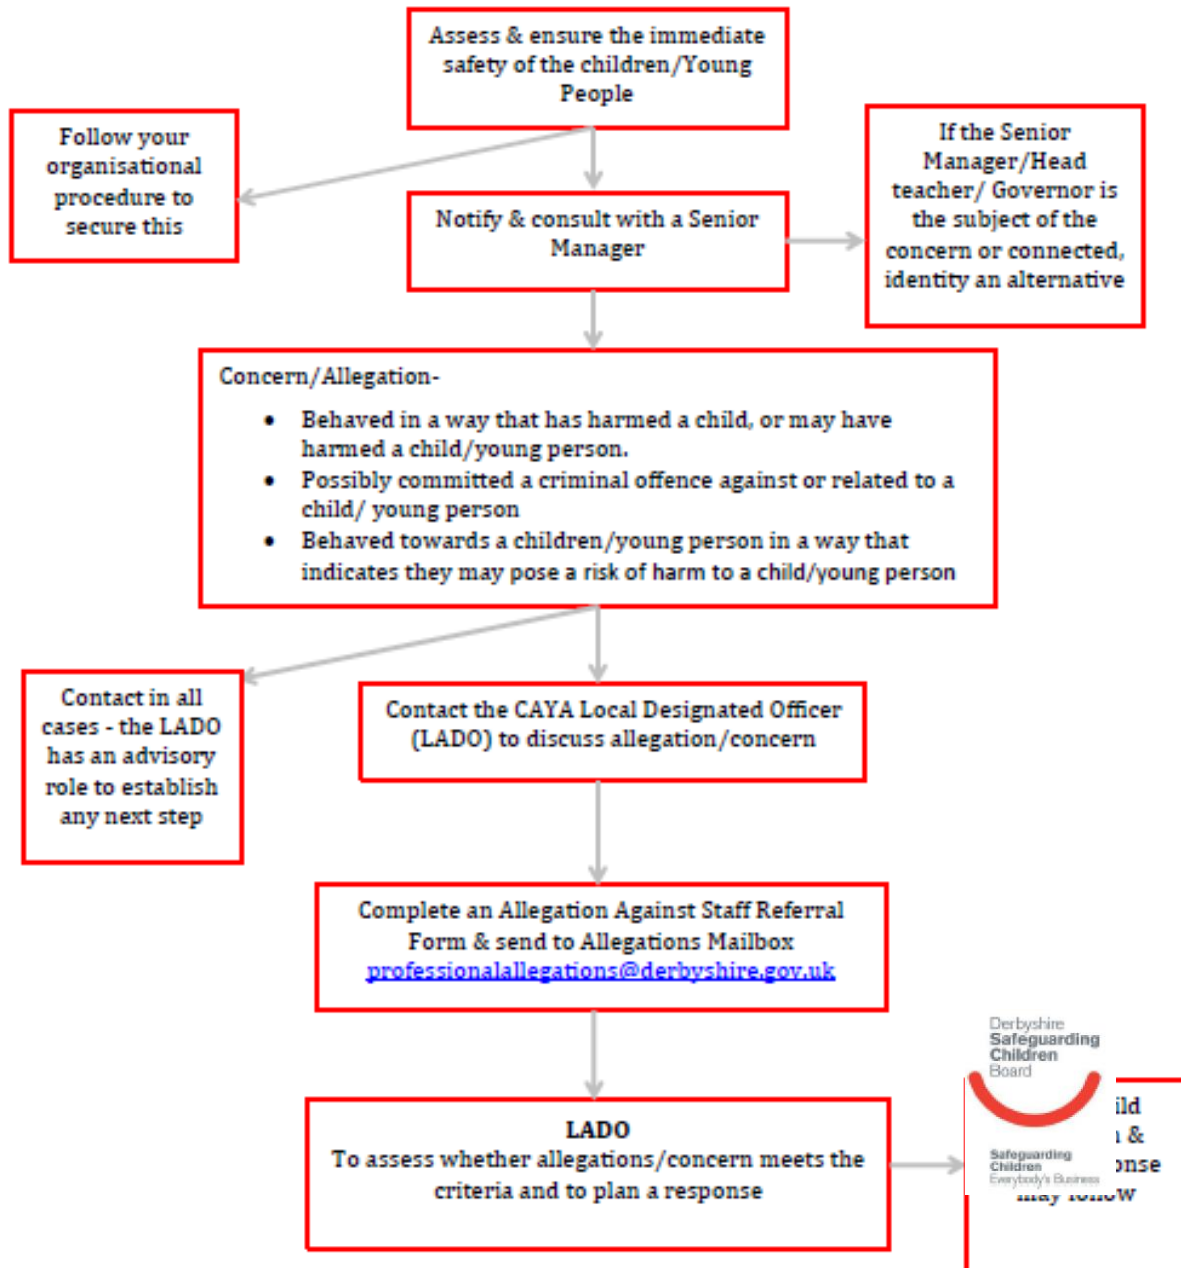 Assess & ensure the immediate
safety of the children/Young
People
Follow your
organisational
procedure to
secure this
Notify & consult with a Senior
Manager
If the Senior
Manager/Head
teacher/ Governor is
the subject of the
concern or connected,
identity an alternative
Concern/Allegation-
• Behaved in a way that has harmed a child, or may have
harmed a child/young person.
• Possibly committed a criminal offence against or related to a
child/ young person
• Behaved towards a children/young person in a way that
indicates they may pose a risk of harm to a child/young person
Contact in all
cases - the LADO
has an advisory
role to establish
any next step
Contact the CAYA Local Designated Officer
(LADO) to discuss allegation/concern
Complete an Allegation Against Staff Referral
Form & send to Allegations Mailbox
professionalallegations@derbyshire.gov.uk
LADO
To assess whether allegations/concern meets the
criteria and to plan a response
Derbyshire
Safeguarding
Children
Board
Safeguarding
Children
Everybody's Business
&
may follow